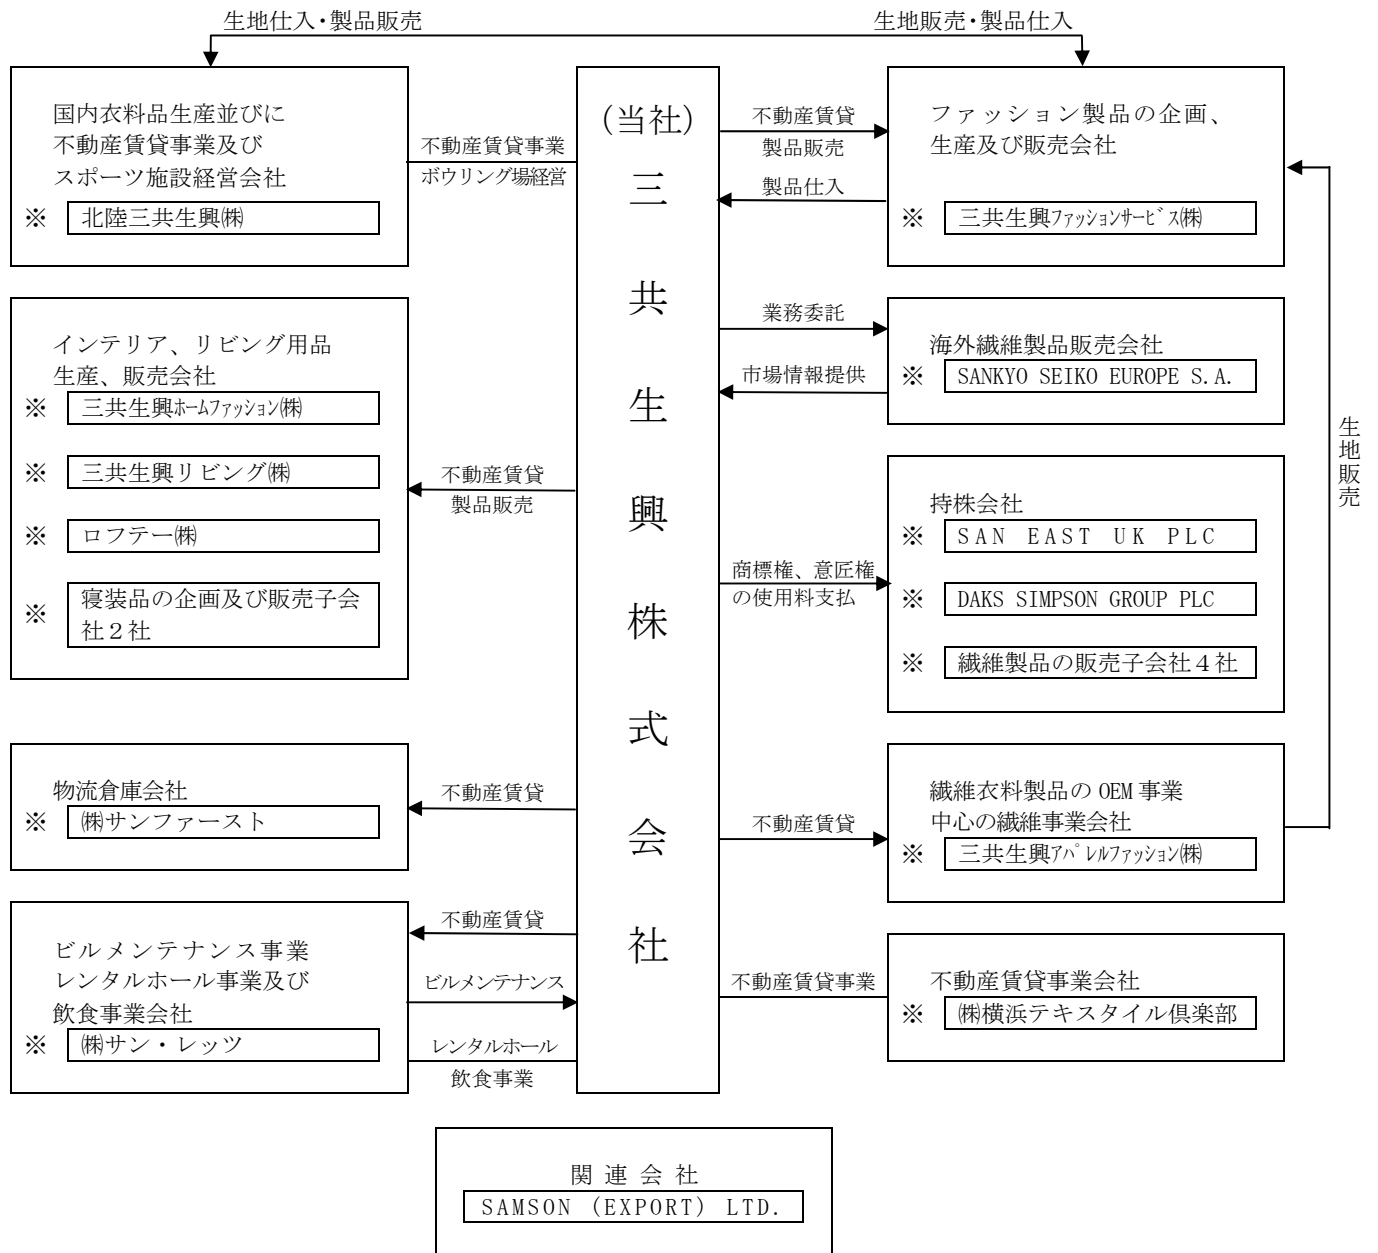 生地仕入・製品販売
生地販売・製品仕入
国内衣料品生産並びに
不動産賃貸事業及び
スポーツ施設経営会社
※ 北陸三共生興㈱
不動産賃貸事業
ボウリング場経営
インテリア、リビング用品
生産、販売会社
※ 三共生興ﾎｰﾑﾌｧｯｼｮﾝ㈱
※ 三共生興リビング㈱
※ ロフテー㈱
※ 寝装品の企画及び販売子会
社２社
不動産賃貸
製品販売
物流倉庫会社
※ ㈱サンファースト
不動産賃貸
ビルメンテナンス事業
レンタルホール事業及び
飲食事業会社
※ ㈱サン・レッツ
不動産賃貸
ビルメンテナンス
レンタルホール
飲食事業
(当社)
三共生興株式会社
不動産賃貸
製品販売
製品仕入
ファッション製品の企画、
生産及び販売会社
※ 三共生興ﾌｧｯｼｮﾝｻｰﾋﾞｽ㈱
業務委託
市場情報提供
海外繊維製品販売会社
※ SANKYO SEIKO EUROPE S.A.
商標権、意匠権
の使用料支払
持株会社
※ SAN EAST UK PLC
※ DAKS SIMPSON GROUP PLC
※ 繊維製品の販売子会社４社
不動産賃貸
繊維衣料製品の OEM 事業
中心の繊維事業会社
※ 三共生興ｱﾊﾟﾚﾙﾌｧｯｼｮﾝ㈱
生地販売
不動産賃貸事業
不動産賃貸事業会社
※ ㈱横浜テキスタイル倶楽部
関連会社
SAMSON (EXPORT) LTD.